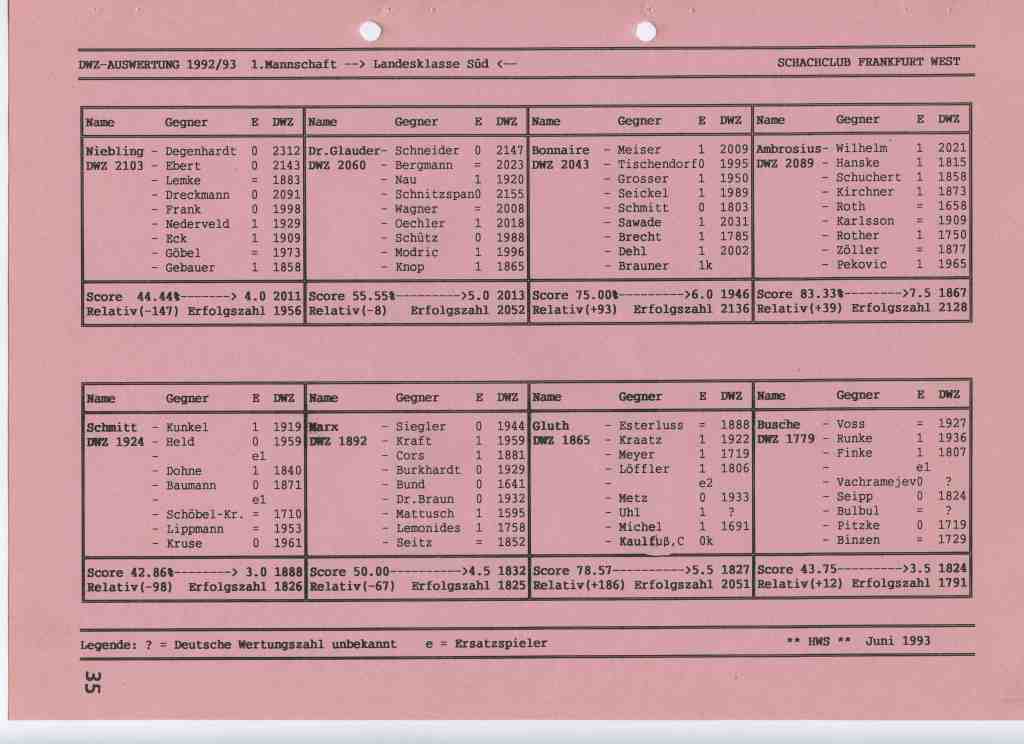 DWZ-AUSWERTUNG 1992/93 1.Mannschaft --> Landesklasse Süd <-- SCHACHCLUB FRANKFURT WEST
Name Gegner E DWZ Name Gegner E DWZ Name Gegner E DWZ Name Gegner E DWZ
Niebling - Degenhardt 0 2312 Dr.Glauder- Schneider 0 2147 Bonnaire - Meiser 1 2009 Ambrosius- Wilhelm 1 2021
DWZ 2103 - Ebert 0 2143 DWZ 2060 - Bergmann = 2023 DWZ 2043 - Tischendorf0 1995 DWZ 2089 - Hanske 1 1815
- Lemke = 1883 - Nau 1 1920 - Grosser 1 1950 - Schuchert 1 1858
- Dreckmann 0 2091 - Schnitzspan0 2155 - Seickel 1 1989 - Kirchner 1 1873
- Frank 0 1998 - Wagner = 2008 - Schmitt 0 1803 - Roth = 1658
- Nederveld 1 1929 - Oechler 1 2018 - Sawade 1 2031 - Karlsson = 1909
- Eck 1 1909 - Schütz 0 1988 - Brecht 1 1785 - Rother 1 1750
- Göbel = 1973 - Modric 1 1996 - Dehl 1 2002 - Zöller = 1877
- Gebauer 1 1858 - Knop 1 1865 - Brauner 1k - Pekovic 1 1965
Score 44.44%--------> 4.0 2011 Score 55.55%---------->5.0 2013 Score 75.00%---------->6.0 1946 Score 83.33%--------->7.5 1867
Relativ(-147) Erfolgszahl 1956 Relativ(-8) Erfolgszahl 2052 Relativ(+93) Erfolgszahl 2136 Relativ(+39) Erfolgszahl 2128
Name Gegner E DWZ Name Gegner E DWZ Name Gegner E DWZ Name Gegner E DWZ
Schmitt - Kunkel 1 1919 Marx - Siegler 0 1944 Gluth - Esterluss = 1888 Busche - Voss = 1927
DWZ 1924 - Held 0 1959 DWZ 1892 - Kraft 1 1959 DWZ 1865 - Kraatz 1 1922 DWZ 1779 - Runke 1 1936
- e1 - Cors 1 1881 - Meyer 1 1719 - Finke 1 1807
- Dohne 1 1840 - Burkhardt 0 1929 - Löffler 1 1806 - e1
- Baumann 0 1871 - Bund 0 1641 - e2 - Vachramejev0 ?
- e1 - Dr.Braun 0 1932 - Metz 0 1933 - Seipp 0 1824
- Schöbel-Kr. = 1710 - Mattusch 1 1595 - Uhl 1 ? - Bulbul = ?
- Lippmann = 1953 - Lemonides 1 1758 - Michel 1 1691 - Pitzke 0 1719
- Kruse 0 1961 - Seitz = 1852 - Kaulfuß,C 0k - Binzen = 1729
Score 42.86%--------> 3.0 1888 Score 50.00----------->4.5 1832 Score 78.57----------->5.5 1827 Score 43.75---------->3.5 1824
Relativ(-98) Erfolgszahl 1826 Relativ(-67) Erfolgszahl 1825 Relativ(+186) Erfolgszahl 2051 Relativ(+12) Erfolgszahl 1791
Legende: ? = Deutsche Wertungszahl unbekannt e = Ersatzspieler ** HWS ** Juni 1993
35